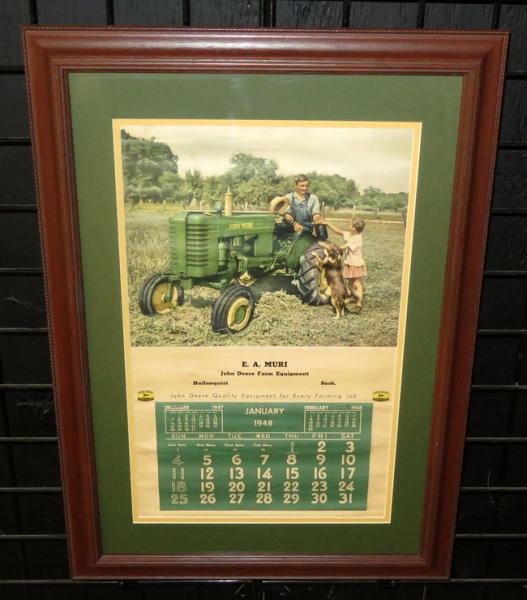 JOHN DEERE
E. A. MURI
John Deere Farm Equipment
Hallonquist Sask.
John Deere Quality Equipment for Every Farming Job
DECEMBER 1947 JANUARY FEBRUARY 1948
1948
SUN MON TUE WED THU FRI SAT
1 2 3
4 5 6 7 8 9 10
11 12 13 14 15 16 17
18 19 20 21 22 23 24
25 26 27 28 29 30 31